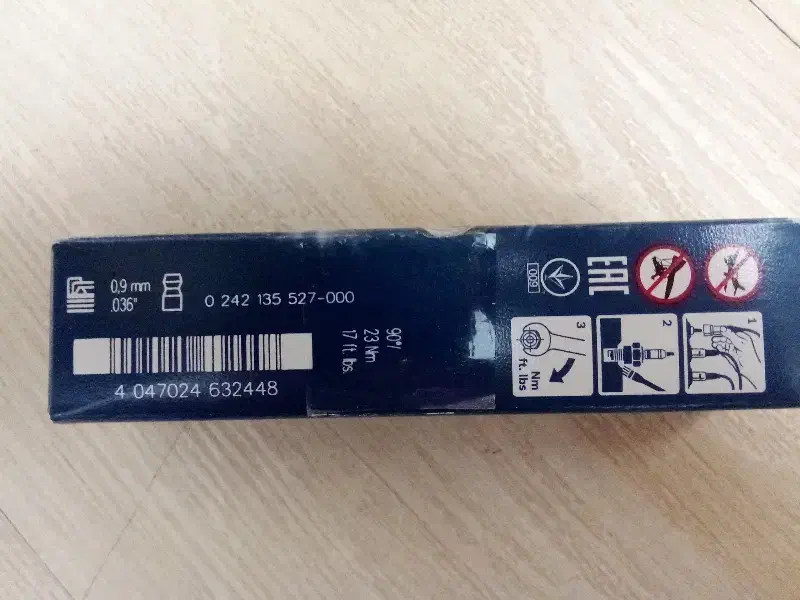 0,9 mm
.036"
0 242 135 527-000
4 047024 632448
90°/
23 Nm
17 ft. lbs
009
EAC
1
2
3
Nm
ft. lbs